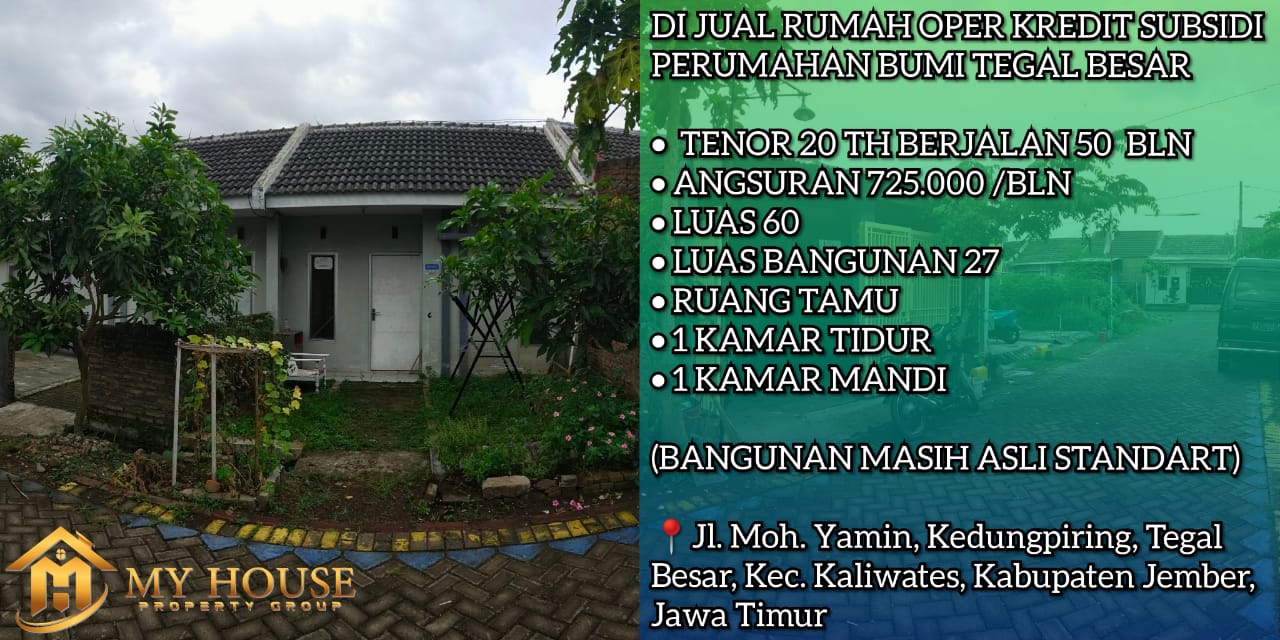 DI JUAL RUMAH OPER KREDIT SUBSIDI
PERUMAHAN BUMI TEGAL BESAR
• TENOR 20 TH BERJALAN 50 BLN
• ANGSURAN 725.000 /BLN
• LUAS 60
• LUAS BANGUNAN 27
• RUANG TAMU
• 1 KAMAR TIDUR
• 1 KAMAR MANDI
(BANGUNAN MASIH ASLI STANDART)
📍 Jl. Moh. Yamin, Kedungpiring, Tegal
Besar, Kec. Kaliwates, Kabupaten Jember,
Jawa Timur
MY HOUSE
PROPERTY GROUP